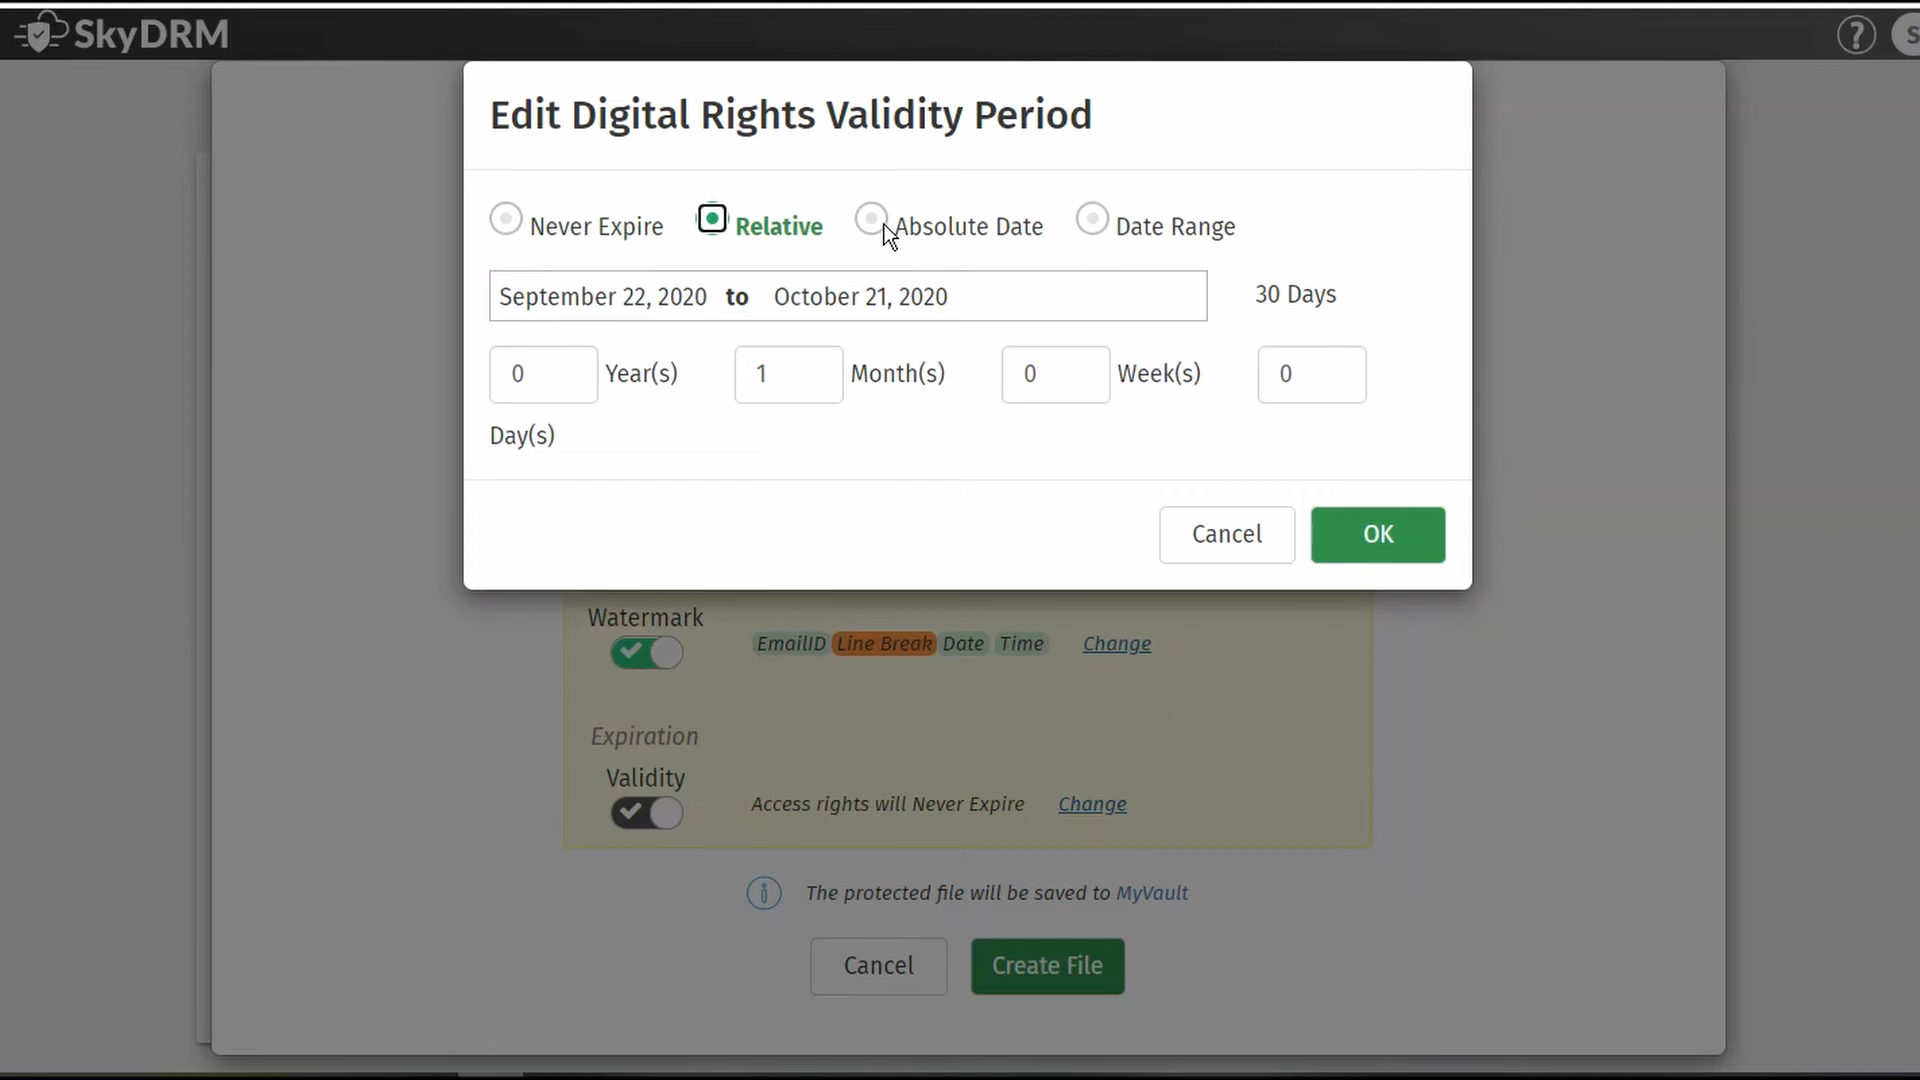 SkyDRM
?
S
Edit Digital Rights Validity Period
Never Expire Relative Absolute Date Date Range
September 22, 2020 to October 21, 2020 30 Days
0 Year(s) 1 Month(s) 0 Week(s) 0
Day(s)
Cancel OK
Watermark
EmailID Line Break Date Time Change
Expiration
Validity
Access rights will Never Expire Change
The protected file will be saved to MyVault
Cancel Create File